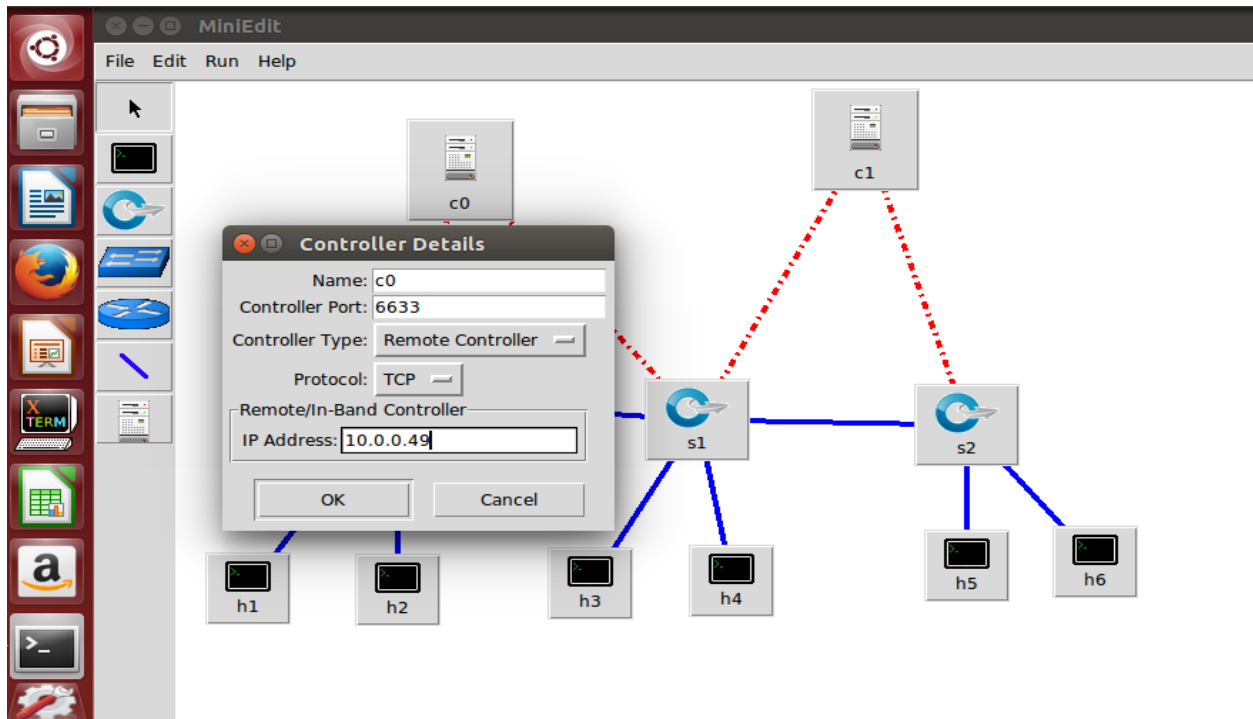 MiniEdit
File Edit Run Help
c0
c1
Controller Details
Name: c0
Controller Port: 6633
Controller Type: Remote Controller
Protocol: TCP
Remote/In-Band Controller
IP Address: 10.0.0.49
OK Cancel
s1
s2
h1
h2
h3
h4
h5
h6
X
TERM
a
>_